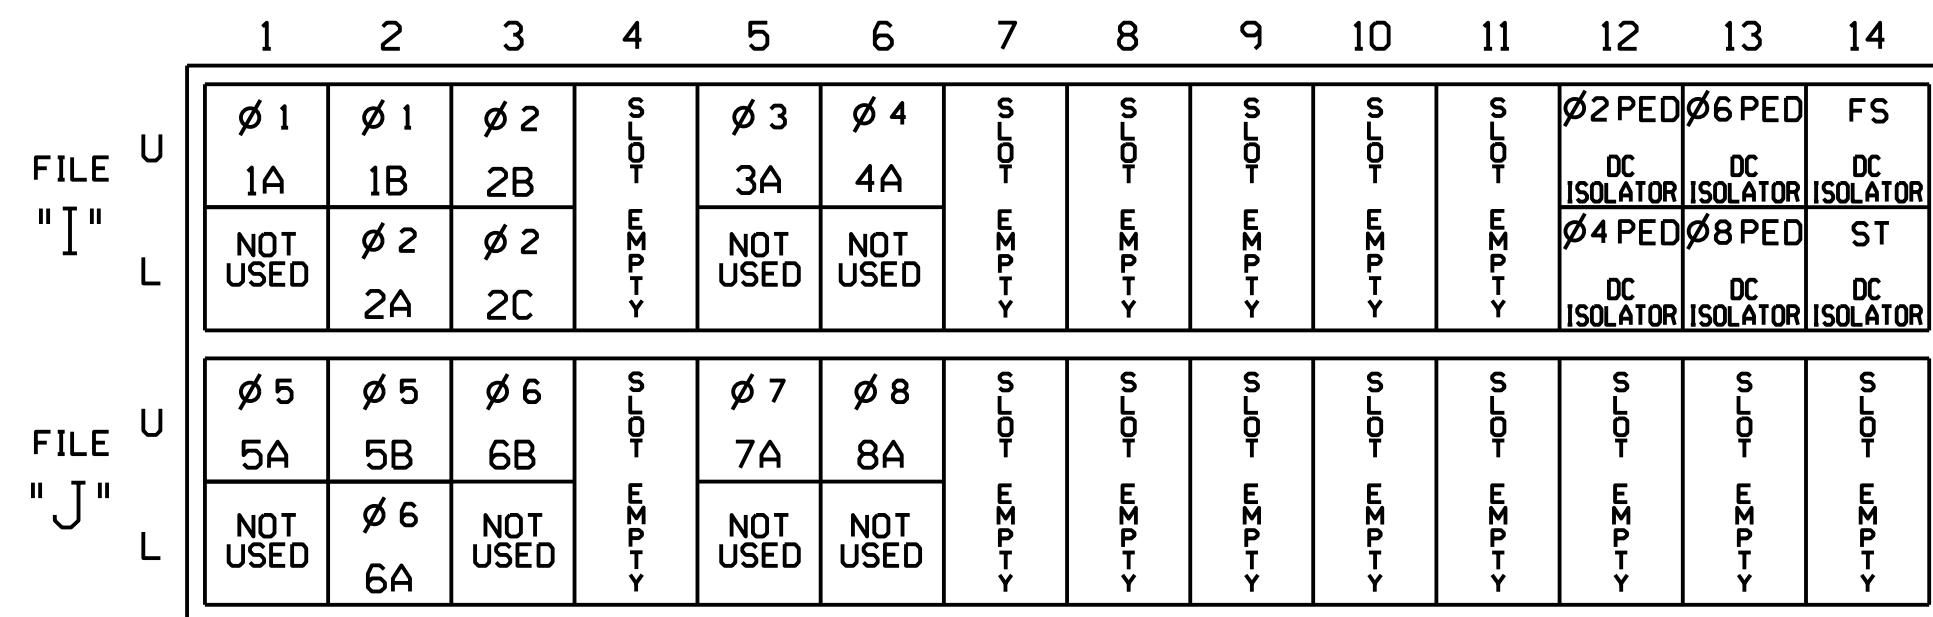 1 2 3 4 5 6 7 8 9 10 11 12 13 14
FILE "I"
U
Ø 1 1A
Ø 1 1B
Ø 2 2B
SLOT EMPTY
Ø 3 3A
Ø 4 4A
SLOT EMPTY
SLOT EMPTY
SLOT EMPTY
SLOT EMPTY
SLOT EMPTY
Ø2 PED DC ISOLATOR
Ø6 PED DC ISOLATOR
FS DC ISOLATOR
L
NOT USED
Ø 2 2A
Ø 2 2C
NOT USED
NOT USED
Ø4 PED DC ISOLATOR
Ø8 PED DC ISOLATOR
ST DC ISOLATOR
FILE "J"
U
Ø 5 5A
Ø 5 5B
Ø 6 6B
SLOT EMPTY
Ø 7 7A
Ø 8 8A
SLOT EMPTY
SLOT EMPTY
SLOT EMPTY
SLOT EMPTY
SLOT EMPTY
SLOT EMPTY
SLOT EMPTY
SLOT EMPTY
L
NOT USED
Ø 6 6A
NOT USED
NOT USED
NOT USED